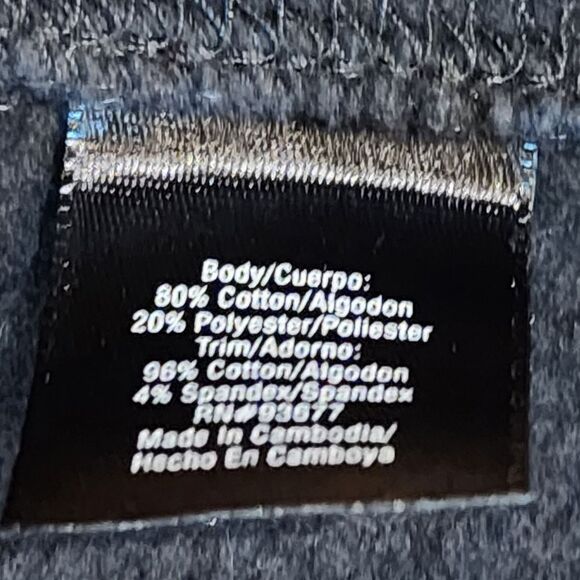 Body/Cuerpo:
80% Cotton/Algodon
20% Polyester/Poliester
Trim/Adorno:
96% Cotton/Algodon
4% Spandex/Spandex
RN#93677
Made In Cambodia/
Hecho En Camboya